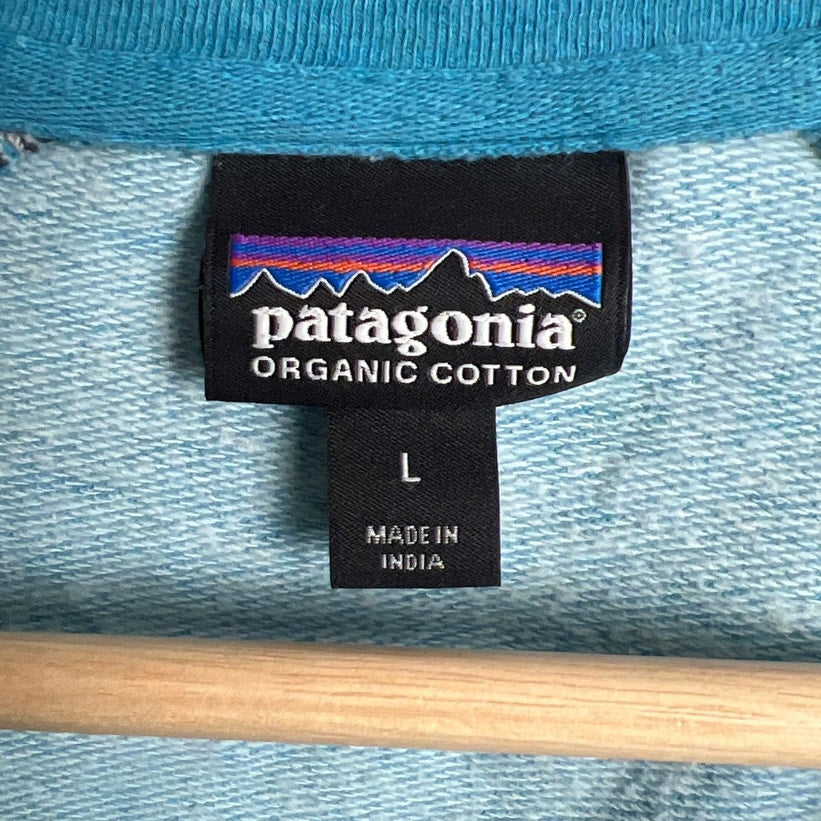 patagonia®
ORGANIC COTTON
L
MADE IN
INDIA